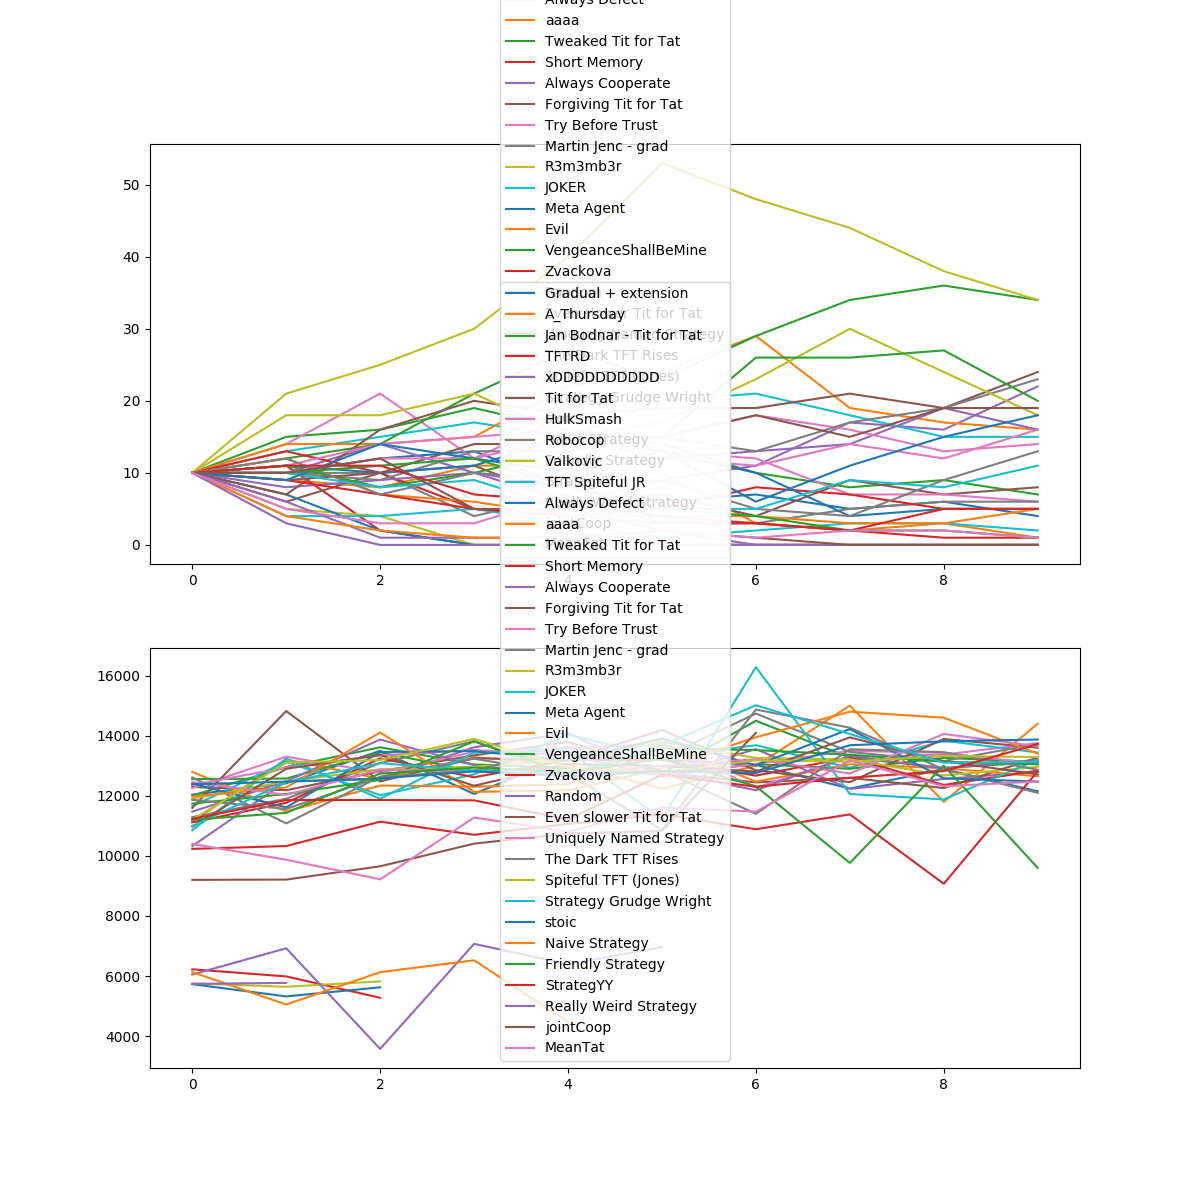 Always Defect
aaaa
Tweaked Tit for Tat
Short Memory
Always Cooperate
Forgiving Tit for Tat
Try Before Trust
Martin Jenc - grad
R3m3mb3r
JOKER
Meta Agent
Evil
VengeanceShallBeMine
Zvackova
50
40
30
20
10
0
0
2
4
6
8
Gradual + extension
A_Thursday
Jan Bodnar - Tit for Tat
TFTRD
xDDDDDDDDDD
Tit for Tat
HulkSmash
Robocop
Valkovic
TFT Spiteful JR
Always Defect
aaaa
Tweaked Tit for Tat
Short Memory
Always Cooperate
Forgiving Tit for Tat
Try Before Trust
Martin Jenc - grad
R3m3mb3r
JOKER
Meta Agent
Evil
VengeanceShallBeMine
Zvackova
Random
Even slower Tit for Tat
Uniquely Named Strategy
The Dark TFT Rises
Spiteful TFT (Jones)
Strategy Grudge Wright
stoic
Naive Strategy
Friendly Strategy
StrategYY
Really Weird Strategy
jointCoop
MeanTat
16000
14000
12000
10000
8000
6000
4000
0
2
4
6
8